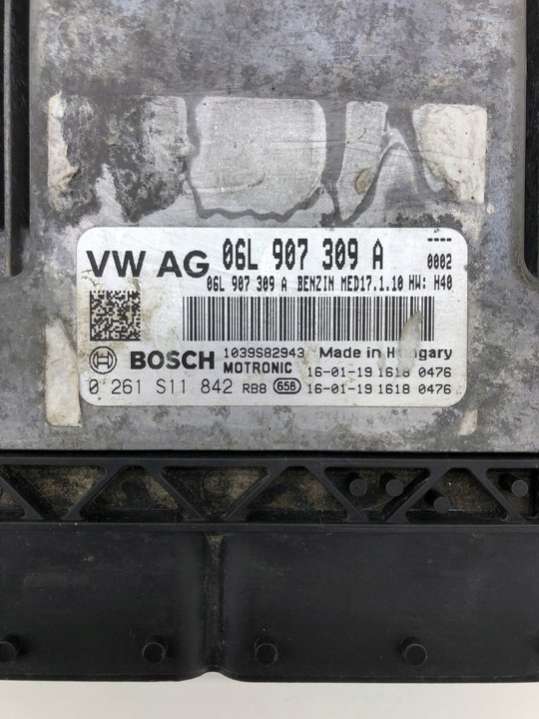 VW AG 06L 907 309 A ----
0002
06L 907 309 A BENZIN MED17.1.10 HW: H40
BOSCH 1039S82943 Made in Hungary
MOTRONIC 16-01-19 1618 0476
0 261 S11 842 RBB 656 16-01-19 1618 0476